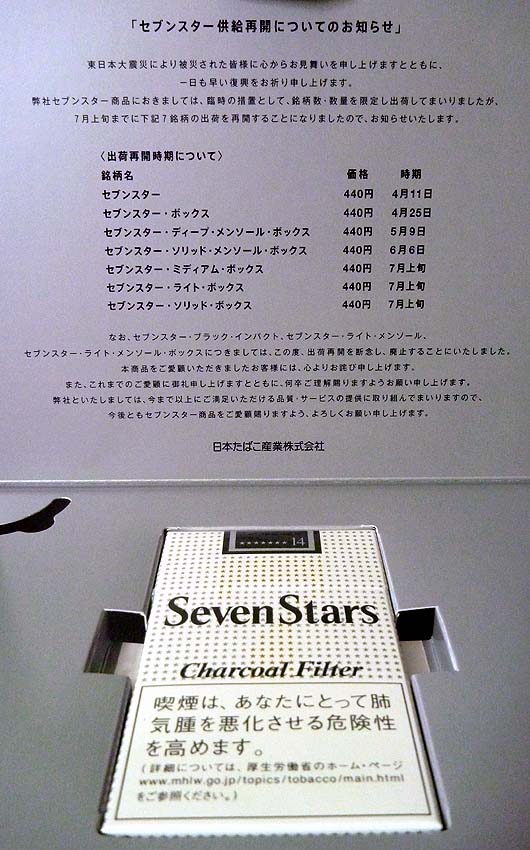 「セブンスター供給再開についてのお知らせ」
東日本大震災により被災された皆様に心からお見舞いを申し上げますとともに、
一日も早い復興をお祈り申し上げます。
弊社セブンスター商品におきましては、臨時の措置として、銘柄数・数量を限定し出荷してまいりましたが、
7月上旬までに下記7銘柄の出荷を再開することになりましたので、お知らせいたします。
〈出荷再開時期について〉
銘柄名 価格 時期
セブンスター 440円 4月11日
セブンスター・ボックス 440円 4月25日
セブンスター・ディープ・メンソール・ボックス 440円 5月9日
セブンスター・ソリッド・メンソール・ボックス 440円 6月6日
セブンスター・ミディアム・ボックス 440円 7月上旬
セブンスター・ライト・ボックス 440円 7月上旬
セブンスター・ソリッド・ボックス 440円 7月上旬
なお、セブンスター・ブラック・インパクト、セブンスター・ライト・メンソール、
セブンスター・ライト・メンソール・ボックスにつきましては、この度、出荷再開を断念し、廃止することにいたしました。
本商品をご愛顧いただきましたお客様には、心よりお詫び申し上げます。
また、これまでのご愛顧に御礼申し上げますとともに、何卒ご理解賜りますようお願い申し上げます。
弊社といたしましては、今まで以上にご満足いただける品質・サービスの提供に取り組んでまいりますので、
今後ともセブンスター商品をご愛顧賜りますよう、よろしくお願い申し上げます。
日本たばこ産業株式会社
14
Seven Stars
Charcoal Filter
喫煙は、あなたにとって肺
気腫を悪化させる危険性
を高めます。
(詳細については、厚生労働省のホーム・ページ
www.mhlw.go.jp/topics/tobacco/main.html
をご参照ください。)